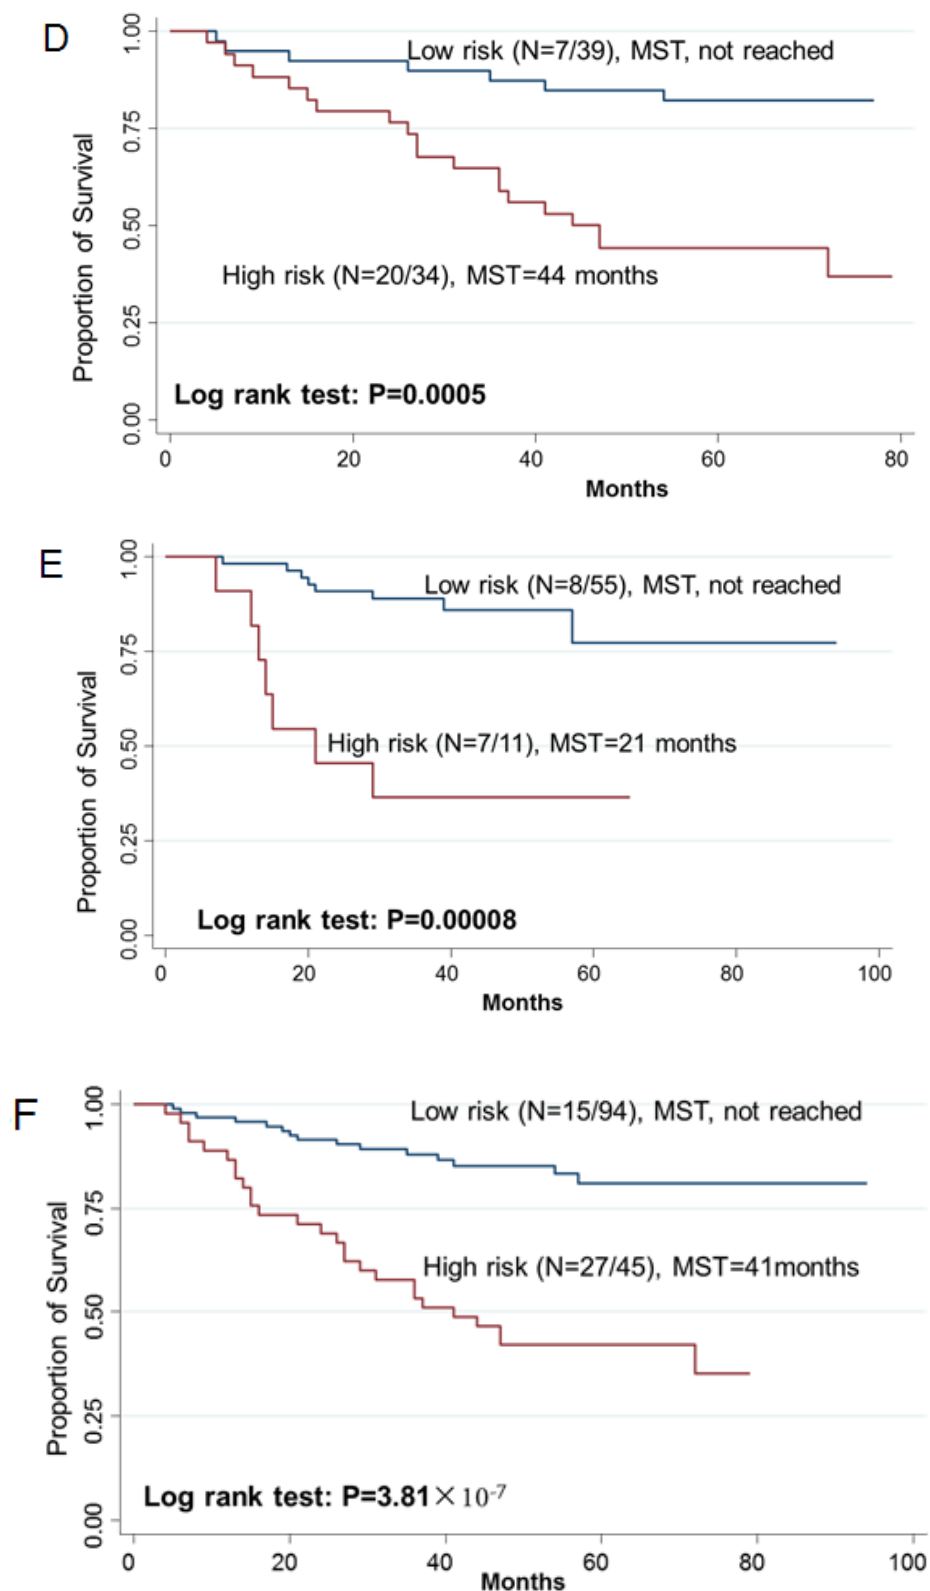 D
Proportion of Survival
1.00
0.75
0.50
0.25
0.00
Low risk (N=7/39), MST, not reached
High risk (N=20/34), MST=44 months
Log rank test: P=0.0005
0 20 40 60 80
Months
E
Proportion of Survival
1.00
0.75
0.50
0.25
0.00
Low risk (N=8/55), MST, not reached
High risk (N=7/11), MST=21 months
Log rank test: P=0.00008
0 20 40 60 80 100
Months
F
Proportion of Survival
1.00
0.75
0.50
0.25
0.00
Low risk (N=15/94), MST, not reached
High risk (N=27/45), MST=41months
Log rank test: P=3.81×10-7
0 20 40 60 80 100
Months